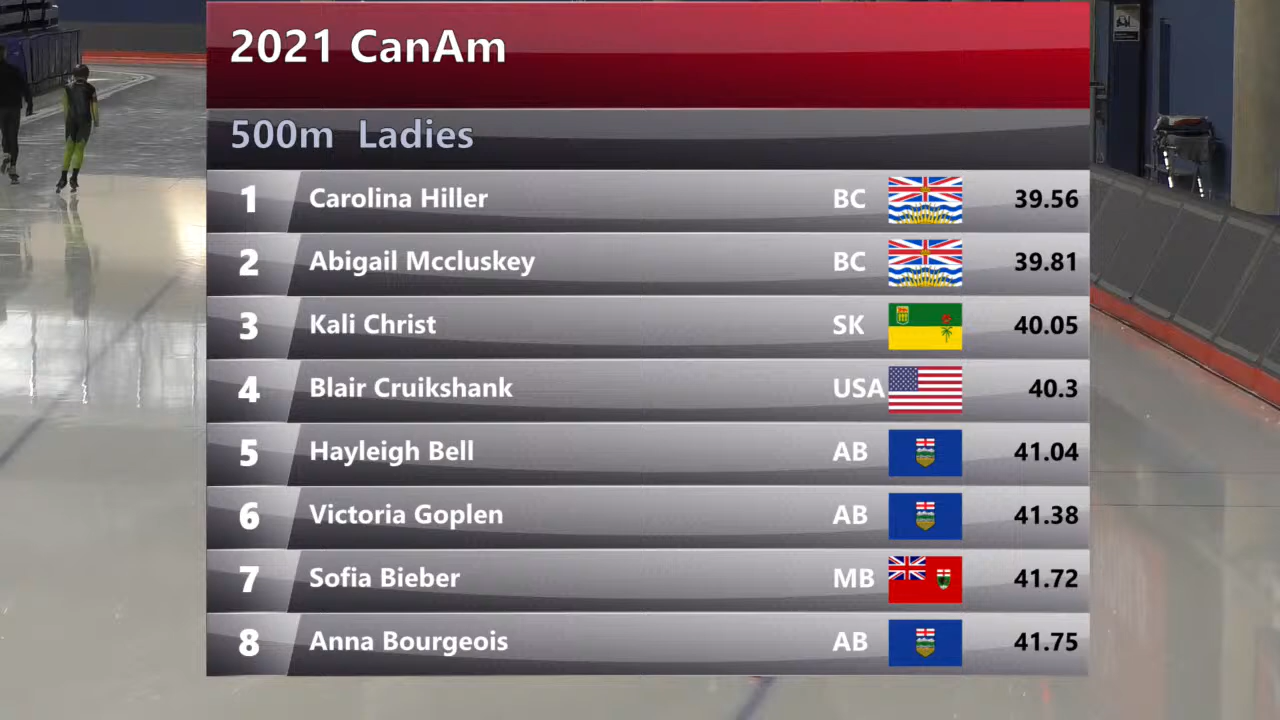 2021 CanAm
500m Ladies
1 Carolina Hiller BC 39.56
2 Abigail Mccluskey BC 39.81
3 Kali Christ SK 40.05
4 Blair Cruikshank USA 40.3
5 Hayleigh Bell AB 41.04
6 Victoria Goplen AB 41.38
7 Sofia Bieber MB 41.72
8 Anna Bourgeois AB 41.75